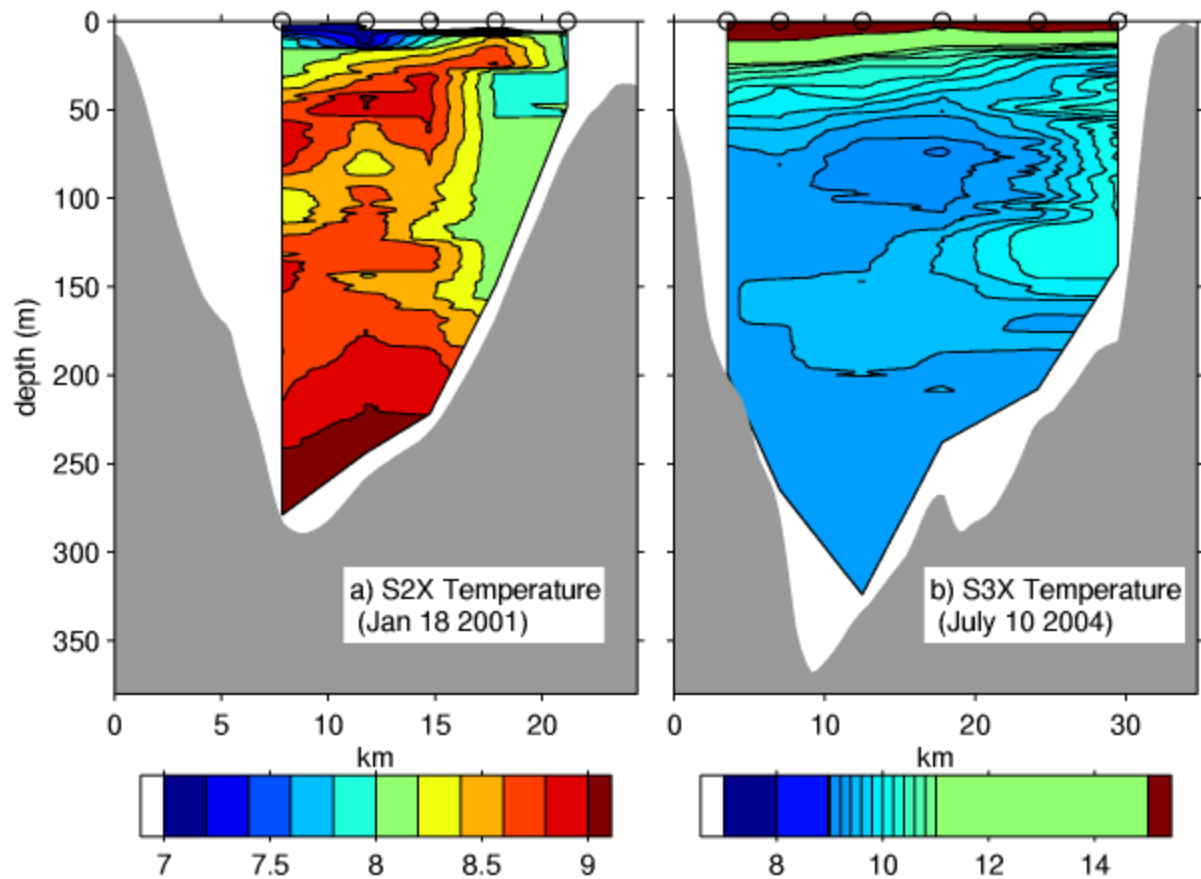 0
50
100
150
200
250
300
350
depth (m)
a) S2X Temperature
(Jan 18 2001)
b) S3X Temperature
(July 10 2004)
0 5 10 15 20
0 10 20 30
km
km
7 7.5 8 8.5 9
8 10 12 14